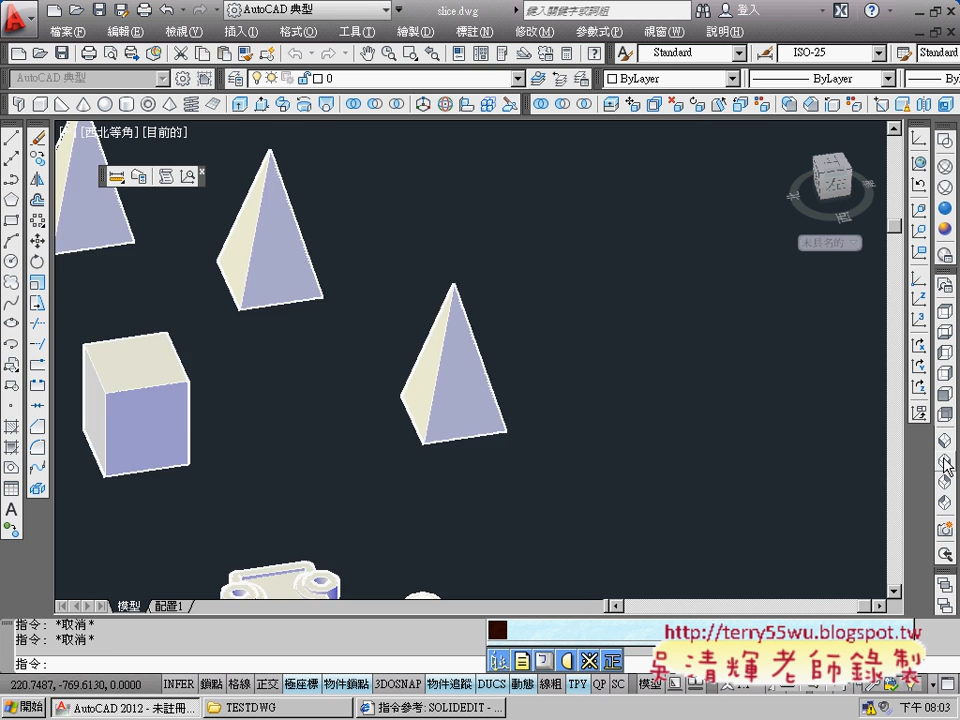 AutoCAD 典型
slice.dwg
鍵入關鍵字或詞組
登入
檔案(F)
編輯(E)
檢視(V)
插入(I)
格式(O)
工具(T)
繪製(D)
標註(N)
修改(M)
參數式(P)
視窗(W)
說明(H)
Standard
ISO-25
Standard
AutoCAD 典型
0
ByLayer
ByLayer
By
[西北等角] [目前的]
左
北
西
未具名的
模型
配置1
指令: *取消*
指令: *取消*
指令:
http://terry55wu.blogspot.tw
吳清輝老師錄製
220.7487, -769.6130, 0.0000
INFER
鎖點
格線
正交
極座標
物件鎖點
3DOSNAP
物件追蹤
DUCS
動態
線粗
TPY
QP
SC
模型
開始
AutoCAD 2012 - 未註冊...
TESTDWG
指令參考: SOLIDEDIT - ...
下午 08:03